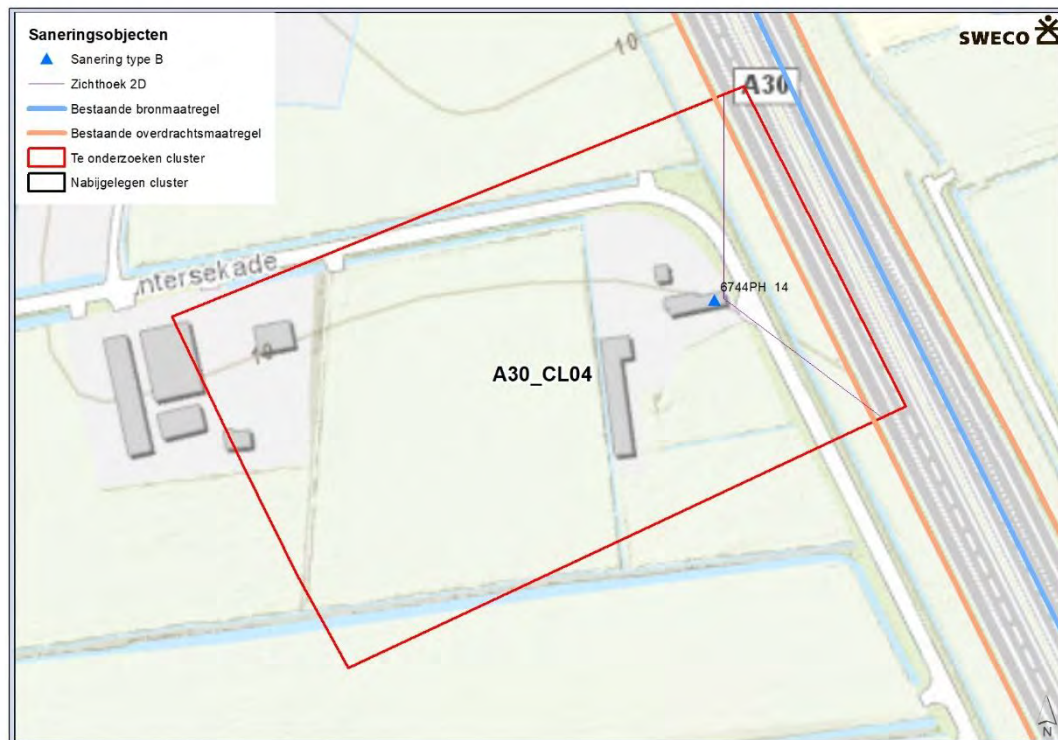 Saneringsobjecten
Sanering type B
Zichthoek 2D
Bestaande bronmaatregel
Bestaande overdrachtsmaatregel
Te onderzoeken cluster
Nabijgelegen cluster
SWECO
10
A30
ntersekade
6744PH 14
10
A30_CL04
N